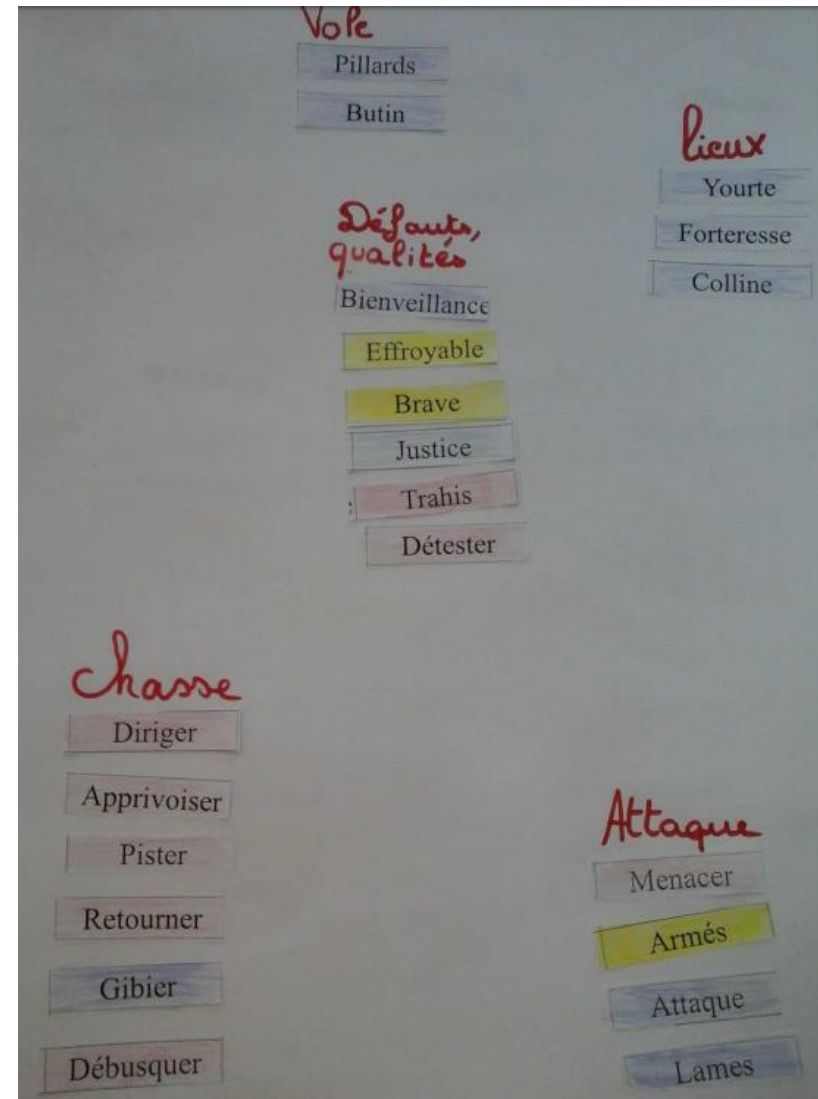 Vole
Pillards
Butin
lieux
Yourte
Forteresse
Colline
Défauts,
qualités
Bienveillance
Effroyable
Brave
Justice
Trahis
Détester
Chasse
Diriger
Apprivoiser
Pister
Retourner
Gibier
Débusquer
Attaque
Menacer
Armés
Attaque
Lames